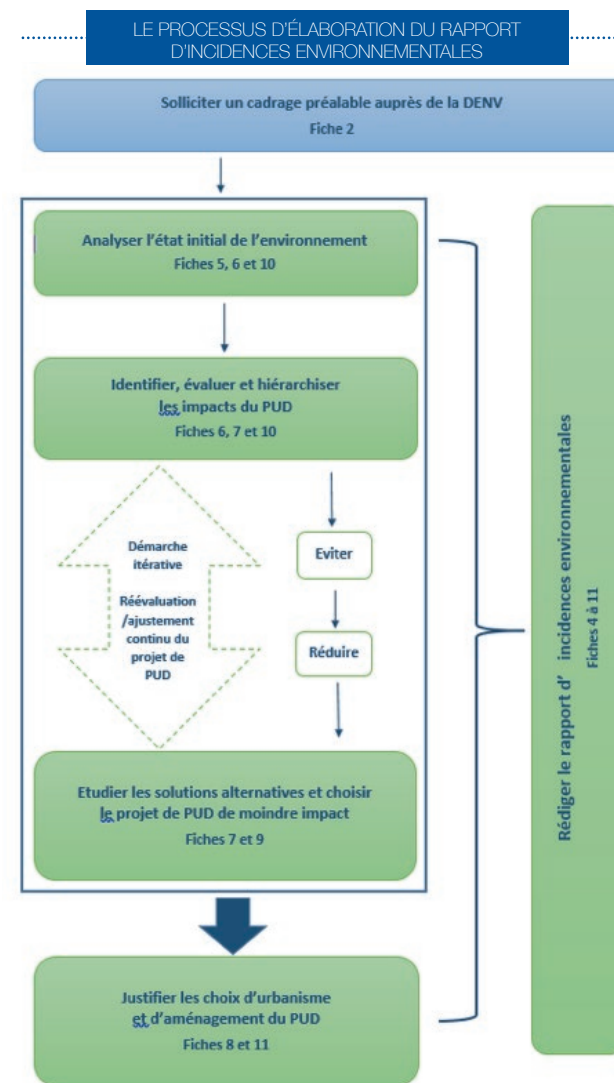 LE PROCESSUS D'ÉLABORATION DU RAPPORT
D'INCIDENCES ENVIRONNEMENTALES
Solliciter un cadrage préalable auprès de la DENV
Fiche 2
Analyser l'état initial de l'environnement
Fiches 5, 6 et 10
Identifier, évaluer et hiérarchiser
les impacts du PUD
Fiches 6, 7 et 10
Démarche
itérative
Réévaluation
/ajustement
continu du
projet de
PUD
Eviter
Réduire
Etudier les solutions alternatives et choisir
le projet de PUD de moindre impact
Fiches 7 et 9
Justifier les choix d'urbanisme
et d'aménagement du PUD
Fiches 8 et 11
Rédiger le rapport d' incidences environnementales
Fiches 4 à 11